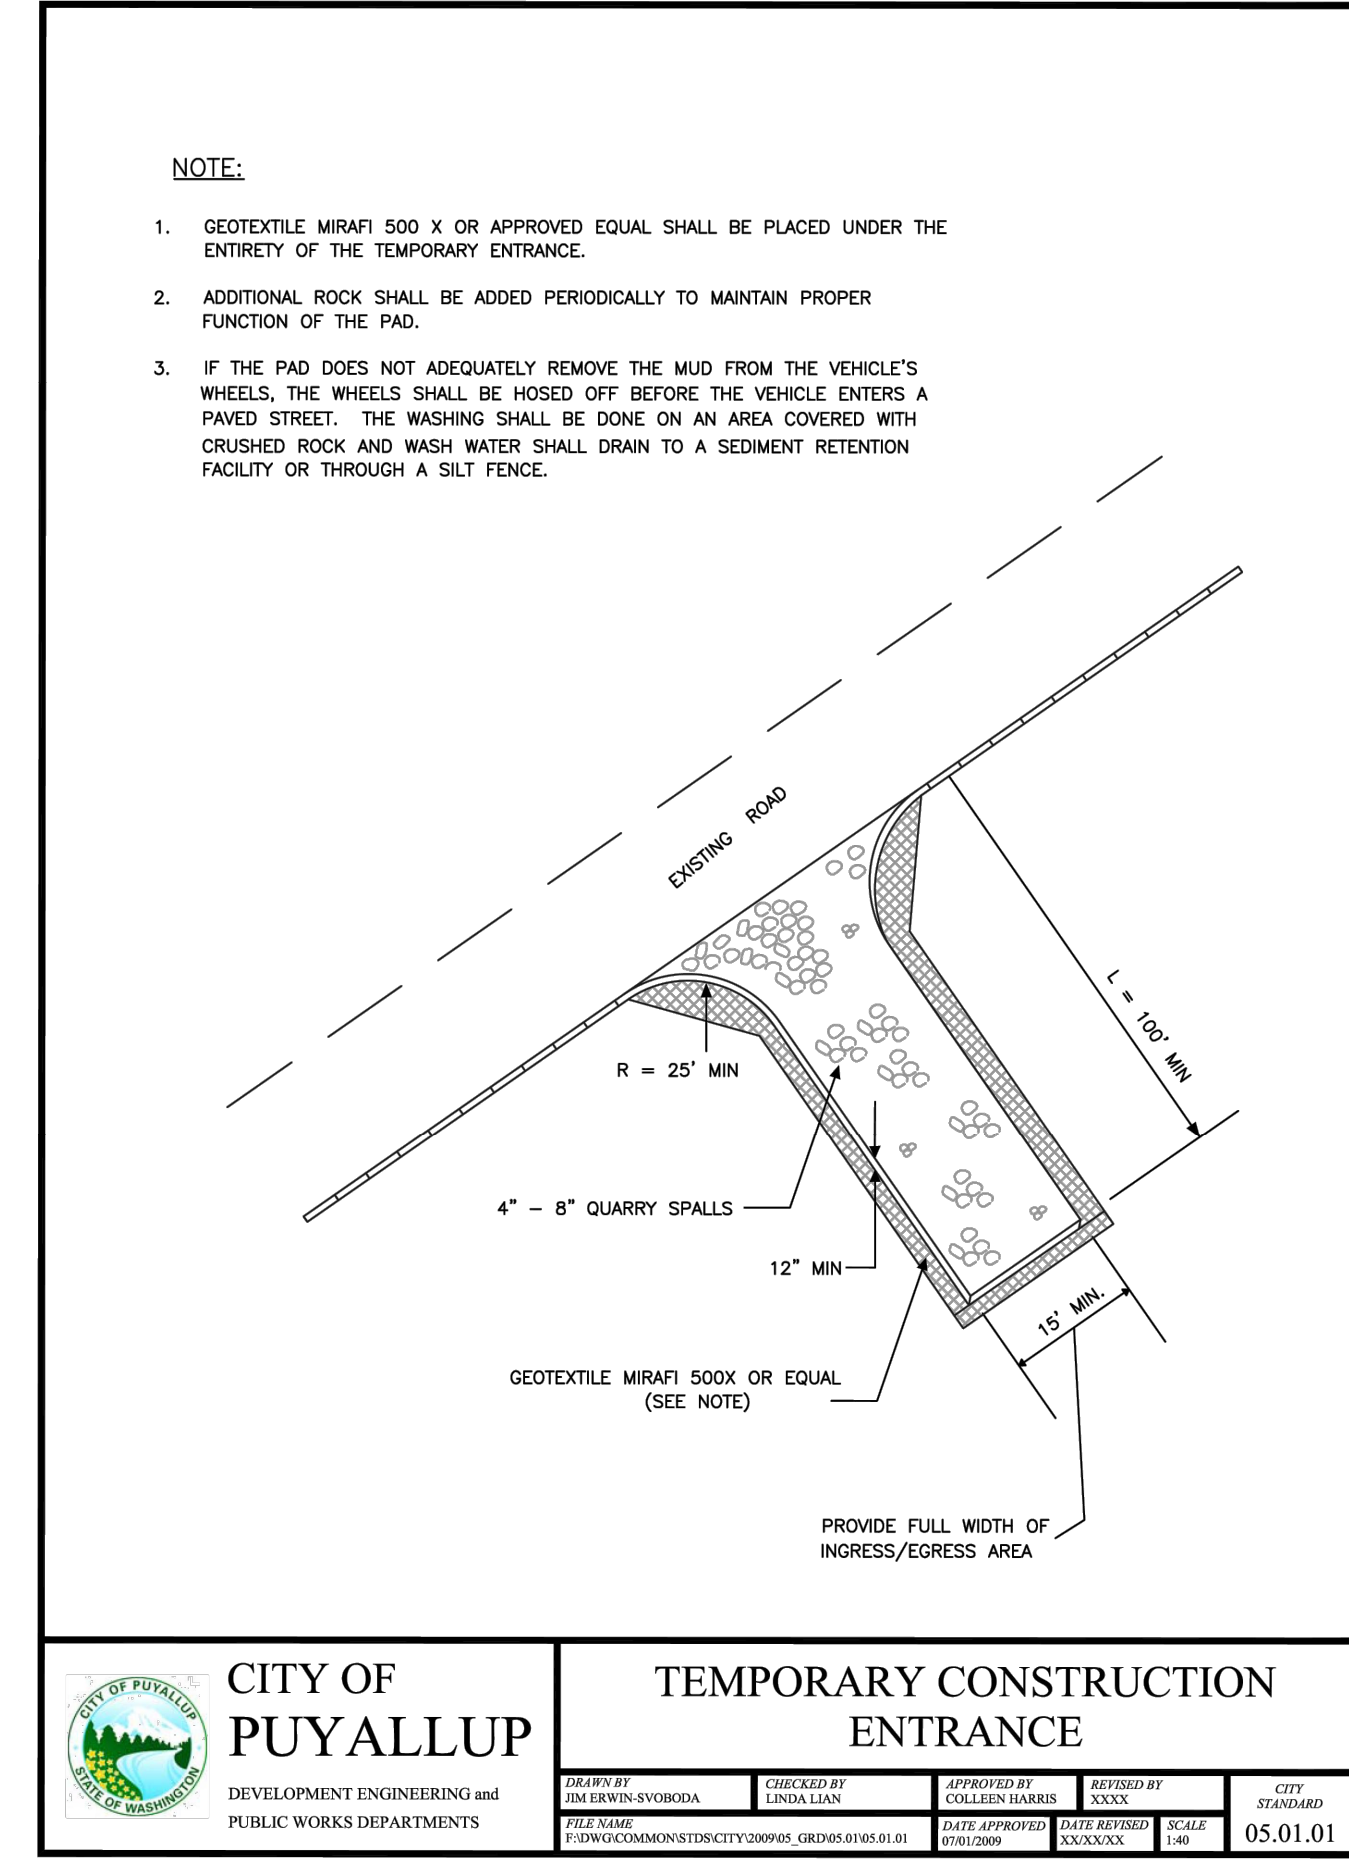 NOTE:
1. GEOTEXTILE MIRAFI 500 X OR APPROVED EQUAL SHALL BE PLACED UNDER THE
ENTIRETY OF THE TEMPORARY ENTRANCE.
2. ADDITIONAL ROCK SHALL BE ADDED PERIODICALLY TO MAINTAIN PROPER
FUNCTION OF THE PAD.
3. IF THE PAD DOES NOT ADEQUATELY REMOVE THE MUD FROM THE VEHICLE'S
WHEELS, THE WHEELS SHALL BE HOSED OFF BEFORE THE VEHICLE ENTERS A
PAVED STREET. THE WASHING SHALL BE DONE ON AN AREA COVERED WITH
CRUSHED ROCK AND WASH WATER SHALL DRAIN TO A SEDIMENT RETENTION
FACILITY OR THROUGH A SILT FENCE.
EXISTING ROAD
L = 100' MIN
R = 25' MIN
4" – 8" QUARRY SPALLS
12" MIN
15' MIN.
GEOTEXTILE MIRAFI 500X OR EQUAL
(SEE NOTE)
PROVIDE FULL WIDTH OF
INGRESS/EGRESS AREA
CITY OF PUYALLUP
STATE OF WASHINGTON
CITY OF
PUYALLUP
DEVELOPMENT ENGINEERING and
PUBLIC WORKS DEPARTMENTS
TEMPORARY CONSTRUCTION
ENTRANCE
DRAWN BY
JIM ERWIN-SVOBODA
CHECKED BY
LINDA LIAN
APPROVED BY
COLLEEN HARRIS
REVISED BY
XXXX
FILE NAME
F:\DWG\COMMON\STDS\CITY\2009\05_GRD\05.01\05.01.01
DATE APPROVED
07/01/2009
DATE REVISED
XX/XX/XX
SCALE
1:40
CITY
STANDARD
05.01.01